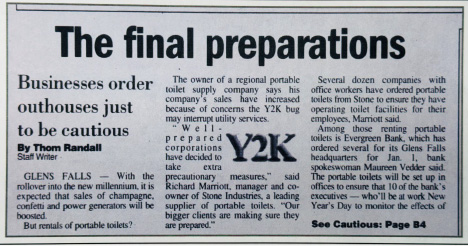 The final preparations
Businesses order
outhouses just
to be cautious
By Thom Randall
Staff Writer
GLENS FALLS — With the
rollover into the new millennium, it is
expected that sales of champagne,
confetti and power generators will be
boosted.
But rentals of portable toilets?
The owner of a regional portable
toilet supply company says his
company's sales have increased
because of concerns the Y2K bug
may interrupt utility services.
"Well-
prepared
corporations
have decided to
take extra
precautionary measures," said
Richard Marriott, manager and co-
owner of Stone Industries, a leading
supplier of portable toilets. "Our
bigger clients are making sure they
are prepared."
Y2K
Several dozen companies with
office workers have ordered portable
toilets from Stone to ensure they have
operating toilet facilities for their
employees, Marriott said.
Among those renting portable
toilets is Evergreen Bank, which has
ordered several for its Glens Falls
headquarters for Jan. 1, bank
spokeswoman Maureen Vedder said.
The portable toilets will be set up in
offices to ensure that 10 of the bank's
executives — who'll be at work New
Year's Day to monitor the effects of
See Cautious: Page B4